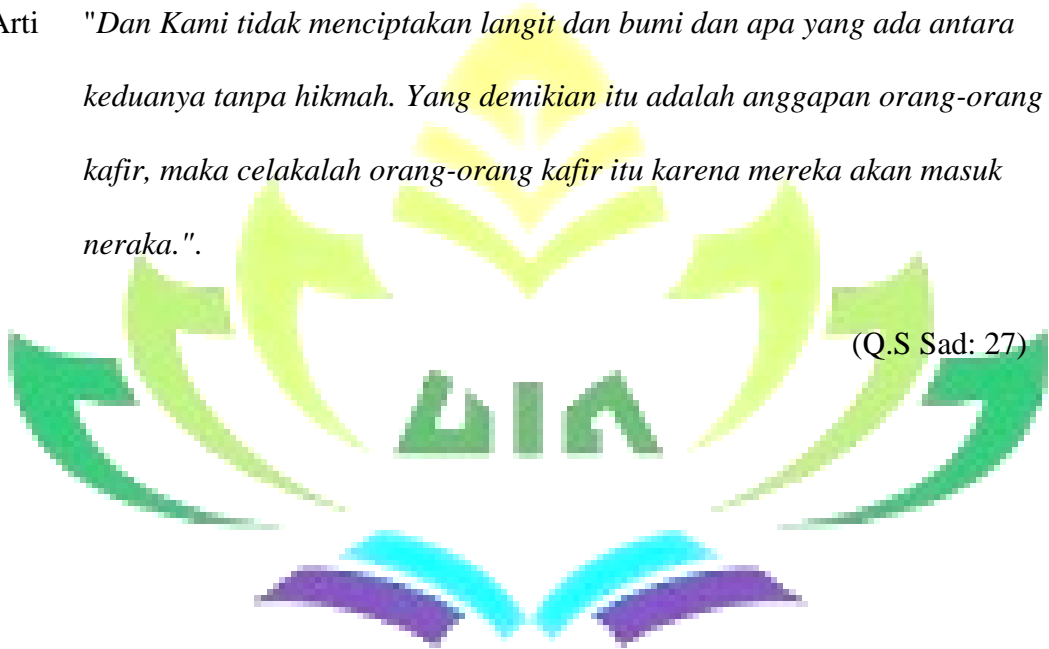 Arti "Dan Kami tidak menciptakan langit dan bumi dan apa yang ada antara
keduanya tanpa hikmah. Yang demikian itu adalah anggapan orang-orang
kafir, maka celakalah orang-orang kafir itu karena mereka akan masuk
neraka.".
(Q.S Sad: 27)
UIN